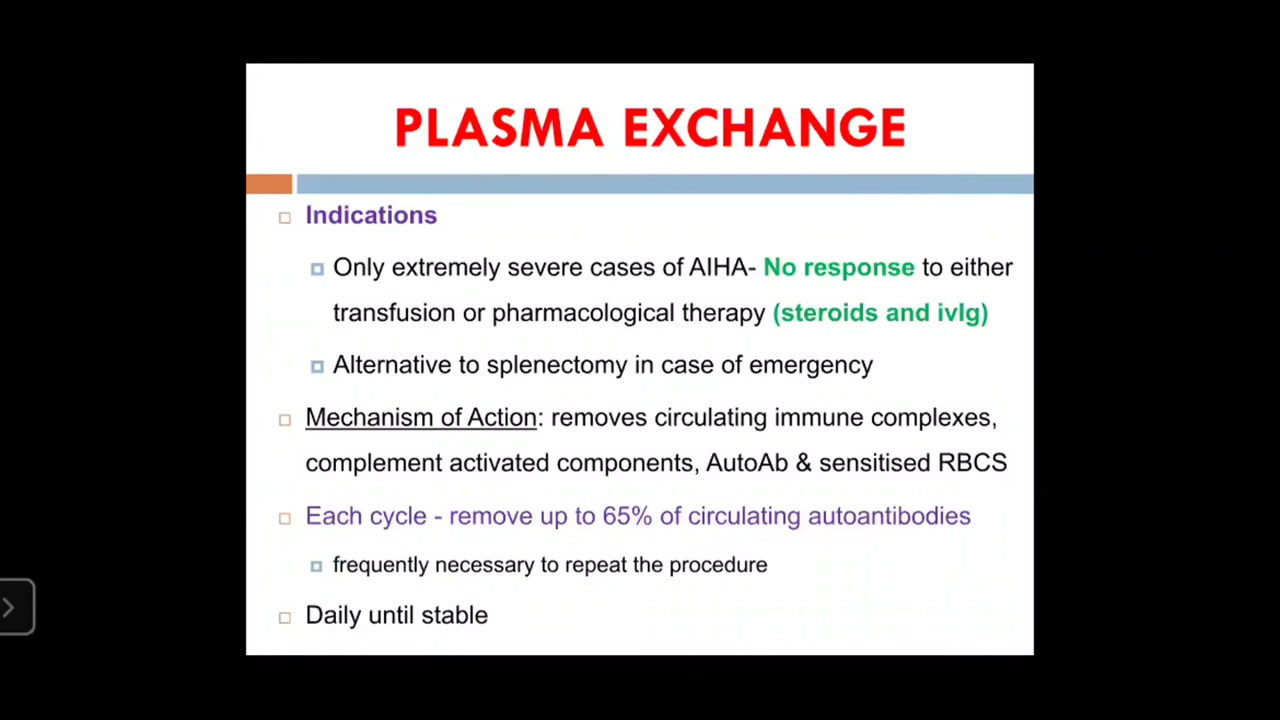 PLASMA EXCHANGE
Indications
Only extremely severe cases of AIHA- No response to either
transfusion or pharmacological therapy (steroids and ivIg)
Alternative to splenectomy in case of emergency
Mechanism of Action: removes circulating immune complexes,
complement activated components, AutoAb & sensitised RBCS
Each cycle - remove up to 65% of circulating autoantibodies
frequently necessary to repeat the procedure
Daily until stable